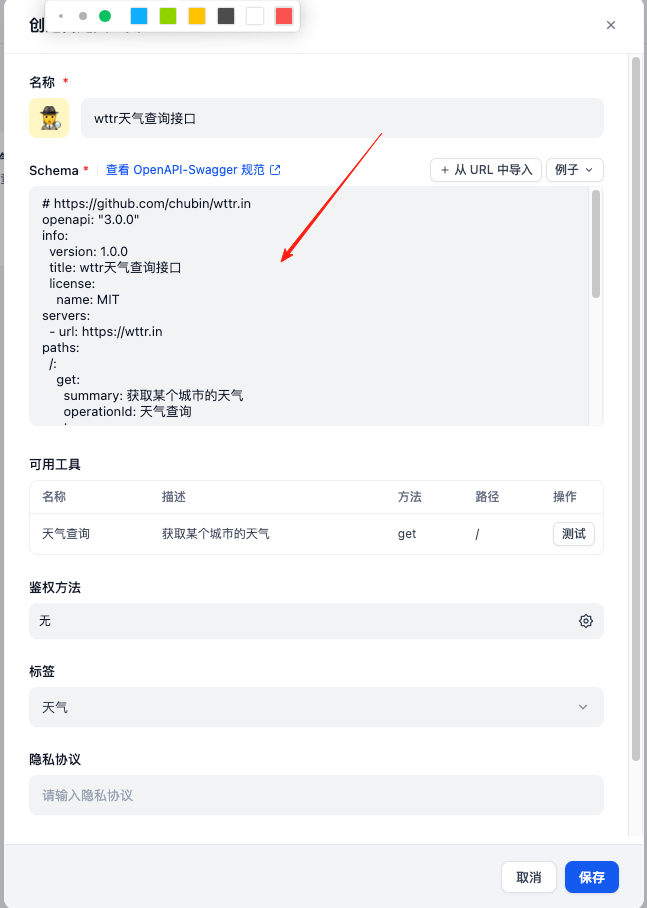 创
名称 *
wttr天气查询接口
Schema * 查看 OpenAPI-Swagger 规范 + 从 URL 中导入 例子
# https://github.com/chubin/wttr.in
openapi: "3.0.0"
info:
version: 1.0.0
title: wttr天气查询接口
license:
name: MIT
servers:
- url: https://wttr.in
paths:
/:
get:
summary: 获取某个城市的天气
operationId: 天气查询
可用工具
名称 描述 方法 路径 操作
天气查询 获取某个城市的天气 get / 测试
鉴权方法
无
标签
天气
隐私协议
请输入隐私协议
取消 保存